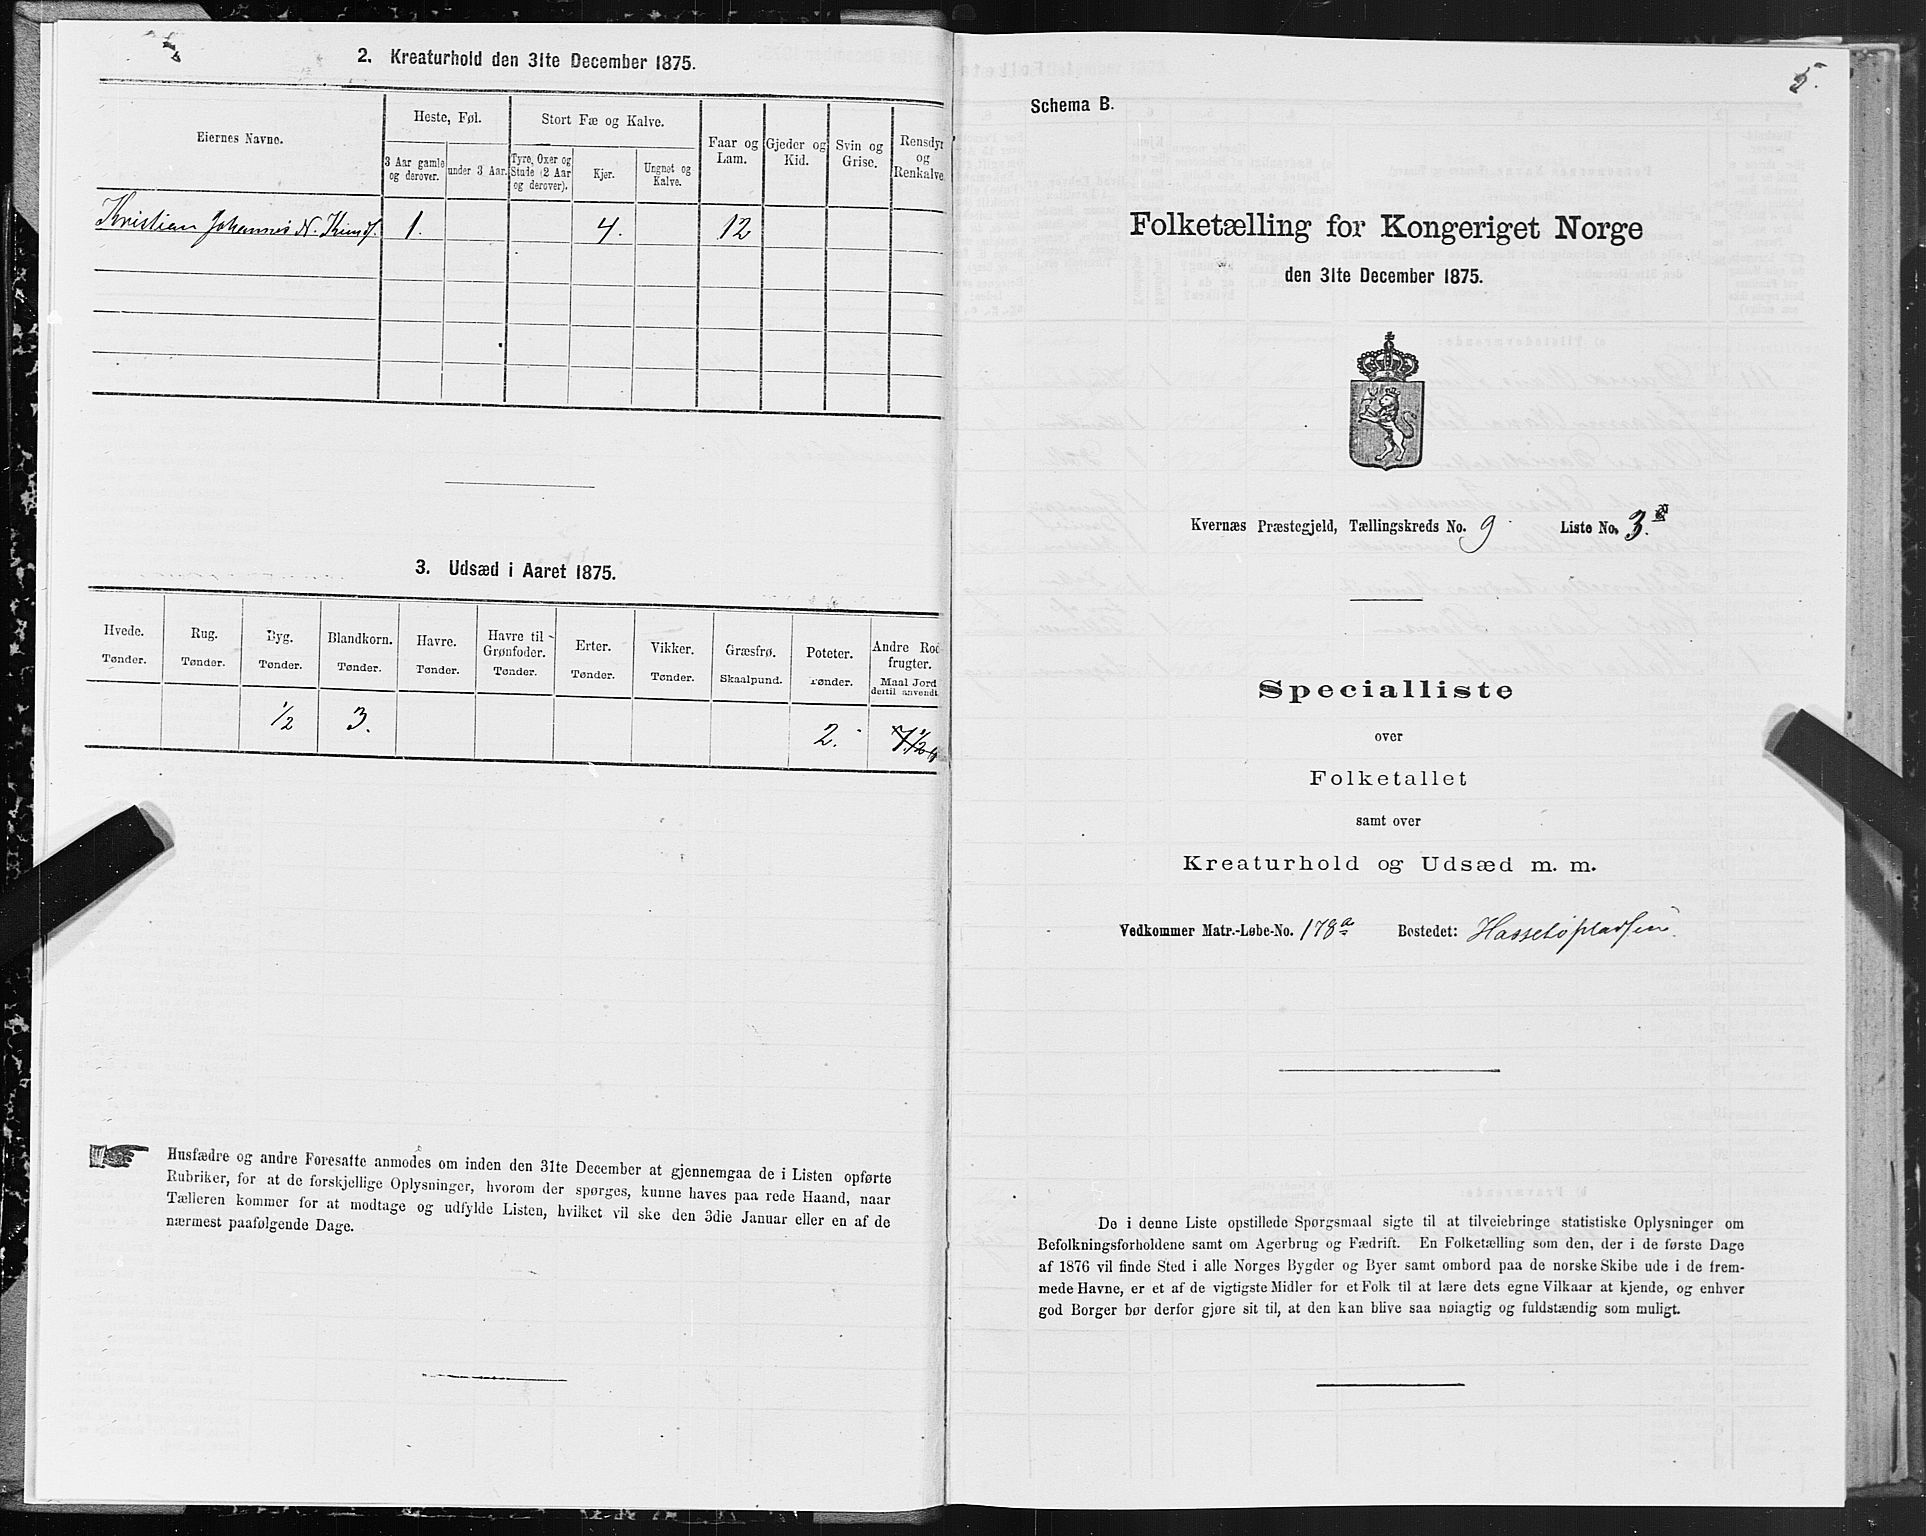 2. Kreaturhold den 31te December 1875.
Eiernes Navne.
Heste, Føl.
Stort Fæ og Kalve.
Faar og Lam.
Gjeder og Kid.
Svin og Grise.
Rensdyr og Renkalve.
3 Aar gamle og derover.
under 3 Aar.
Tyre, Oxer og Stude (2 Aar og derover).
Kjer.
Ungnøt og Kalve.
Kristian Johannes N. 1. 4. 12
3. Udsæd i Aaret 1875.
Hvede. Rug. Byg. Blandkorn. Havre. Havre til Grønfoder. Erter. Vikker. Græsfrø. Poteter. Andre Rodfrugter.
Tønder. Tønder. Tønder. Tønder. Tønder. Tønder. Tønder. Tønder. Skaalpund. Tønder. Maal Jord dertil anvendt
1/2 3. 2.
Husfædre og andre Foresatte anmodes om inden den 31te December at gjennemgaa de i Listen opførte
Rubriker, for at de forskjellige Oplysninger, hvorom der spørges, kunne haves paa rede Haand, naar
Tælleren kommer for at modtage og udfylde Listen, hvilket vil ske den 3die Januar eller en af de
nærmest paafølgende Dage.
5.
Schema B.
Folketælling for Kongeriget Norge
den 31te December 1875.
Kvernæs Præstegjeld, Tællingskreds No. 9. Liste No. 3.
Specialliste
over
Folketallet
samt over
Kreaturhold og Udsæd m. m.
Vedkommer Matr.-Løbe-No. 178a Bostedet: Hasseløpladsen.
De i denne Liste opstillede Spørgsmaal sigte til at tilveiebringe statistiske Oplysninger om
Befolkningsforholdene samt om Agerbrug og Fædrift. En Folketælling som den, der i de første Dage
af 1876 vil finde Sted i alle Norges Bygder og Byer samt ombord paa de norske Skibe ude i de frem-
mede Havne, er et af de vigtigste Midler for et Folk til at lære dets egne Vilkaar at kjende, og enhver
god Borger bør derfor gjøre sit til, at den kan blive saa nøiagtig og fuldstændig som muligt.